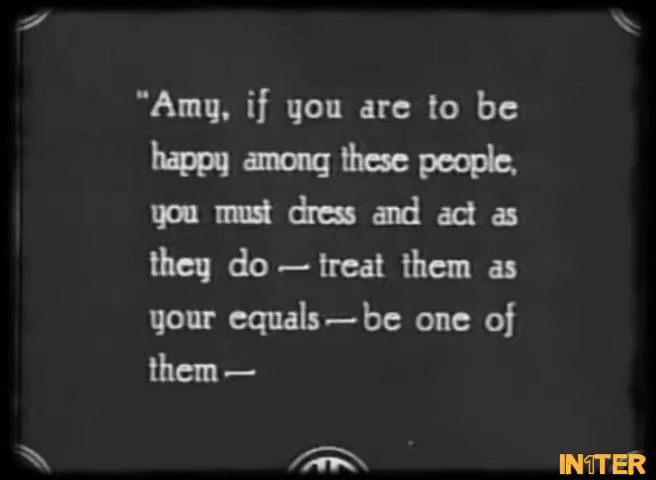 "Amy, if you are to be
happy among these people,
you must dress and act as
they do — treat them as
your equals — be one of
them —
IN1TER